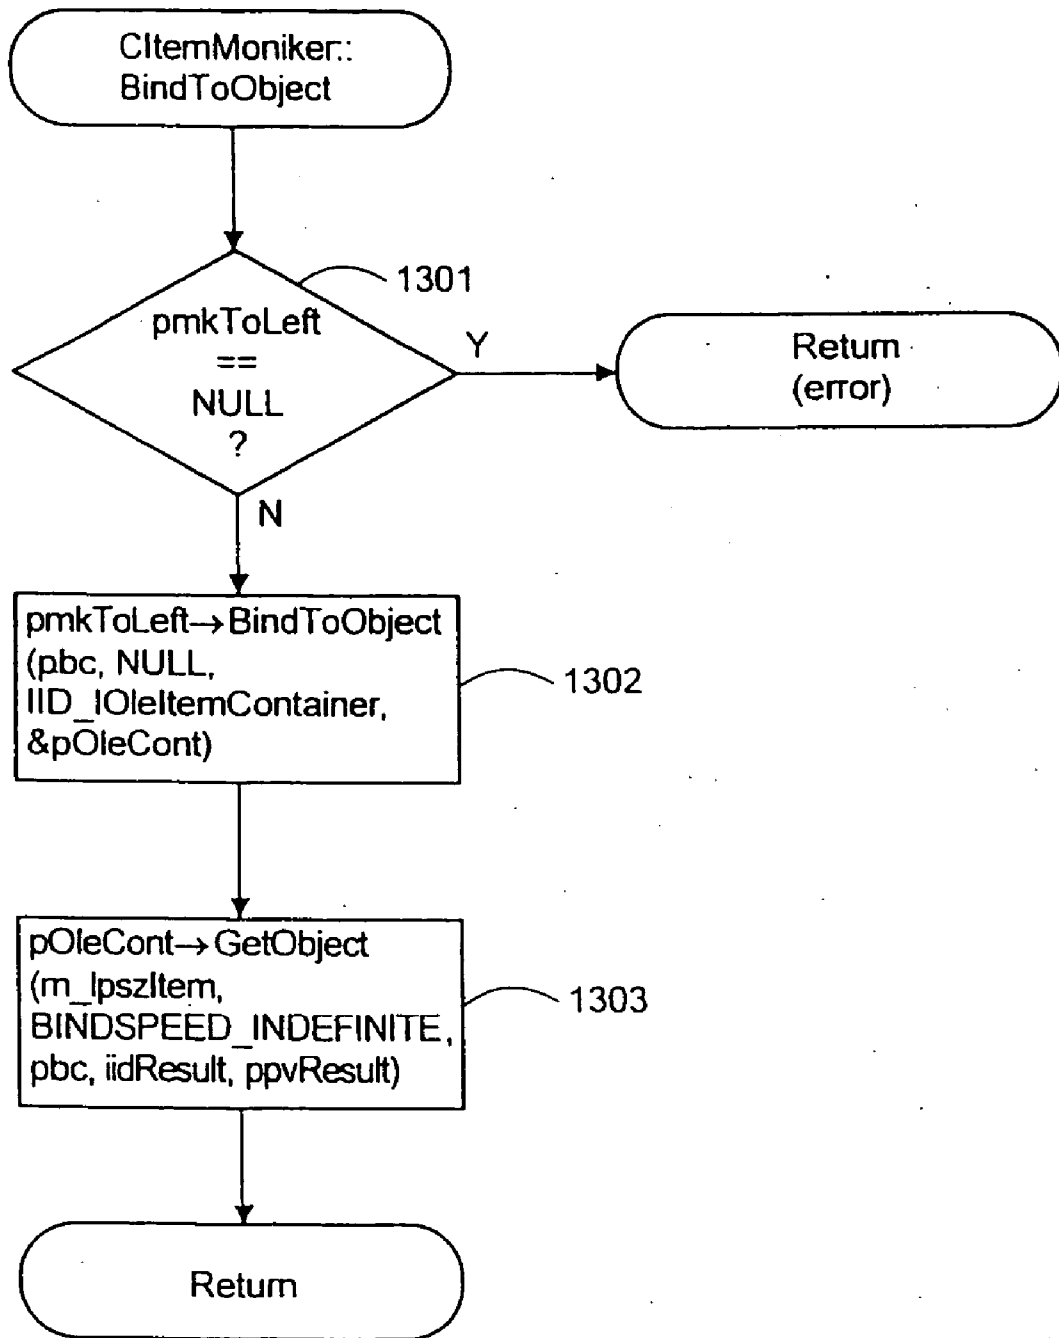 CItemMoniker::
BindToObject
1301
pmkToLeft
==
NULL
?
Y
Return
(error)
N
pmkToLeft→BindToObject
(pbc, NULL,
IID_IOleItemContainer,
&pOleCont)
1302
pOleCont→GetObject
(m_lpszItem,
BINDSPEED_INDEFINITE,
pbc, iidResult, ppvResult)
1303
Return